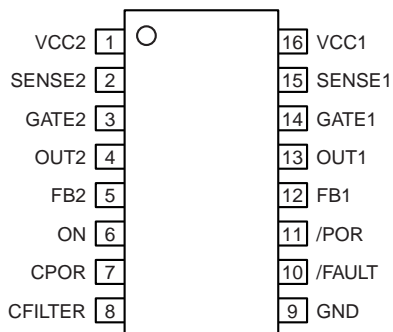 VCC2 1 16 VCC1
SENSE2 2 15 SENSE1
GATE2 3 14 GATE1
OUT2 4 13 OUT1
FB2 5 12 FB1
ON 6 11 /POR
CPOR 7 10 /FAULT
CFILTER 8 9 GND